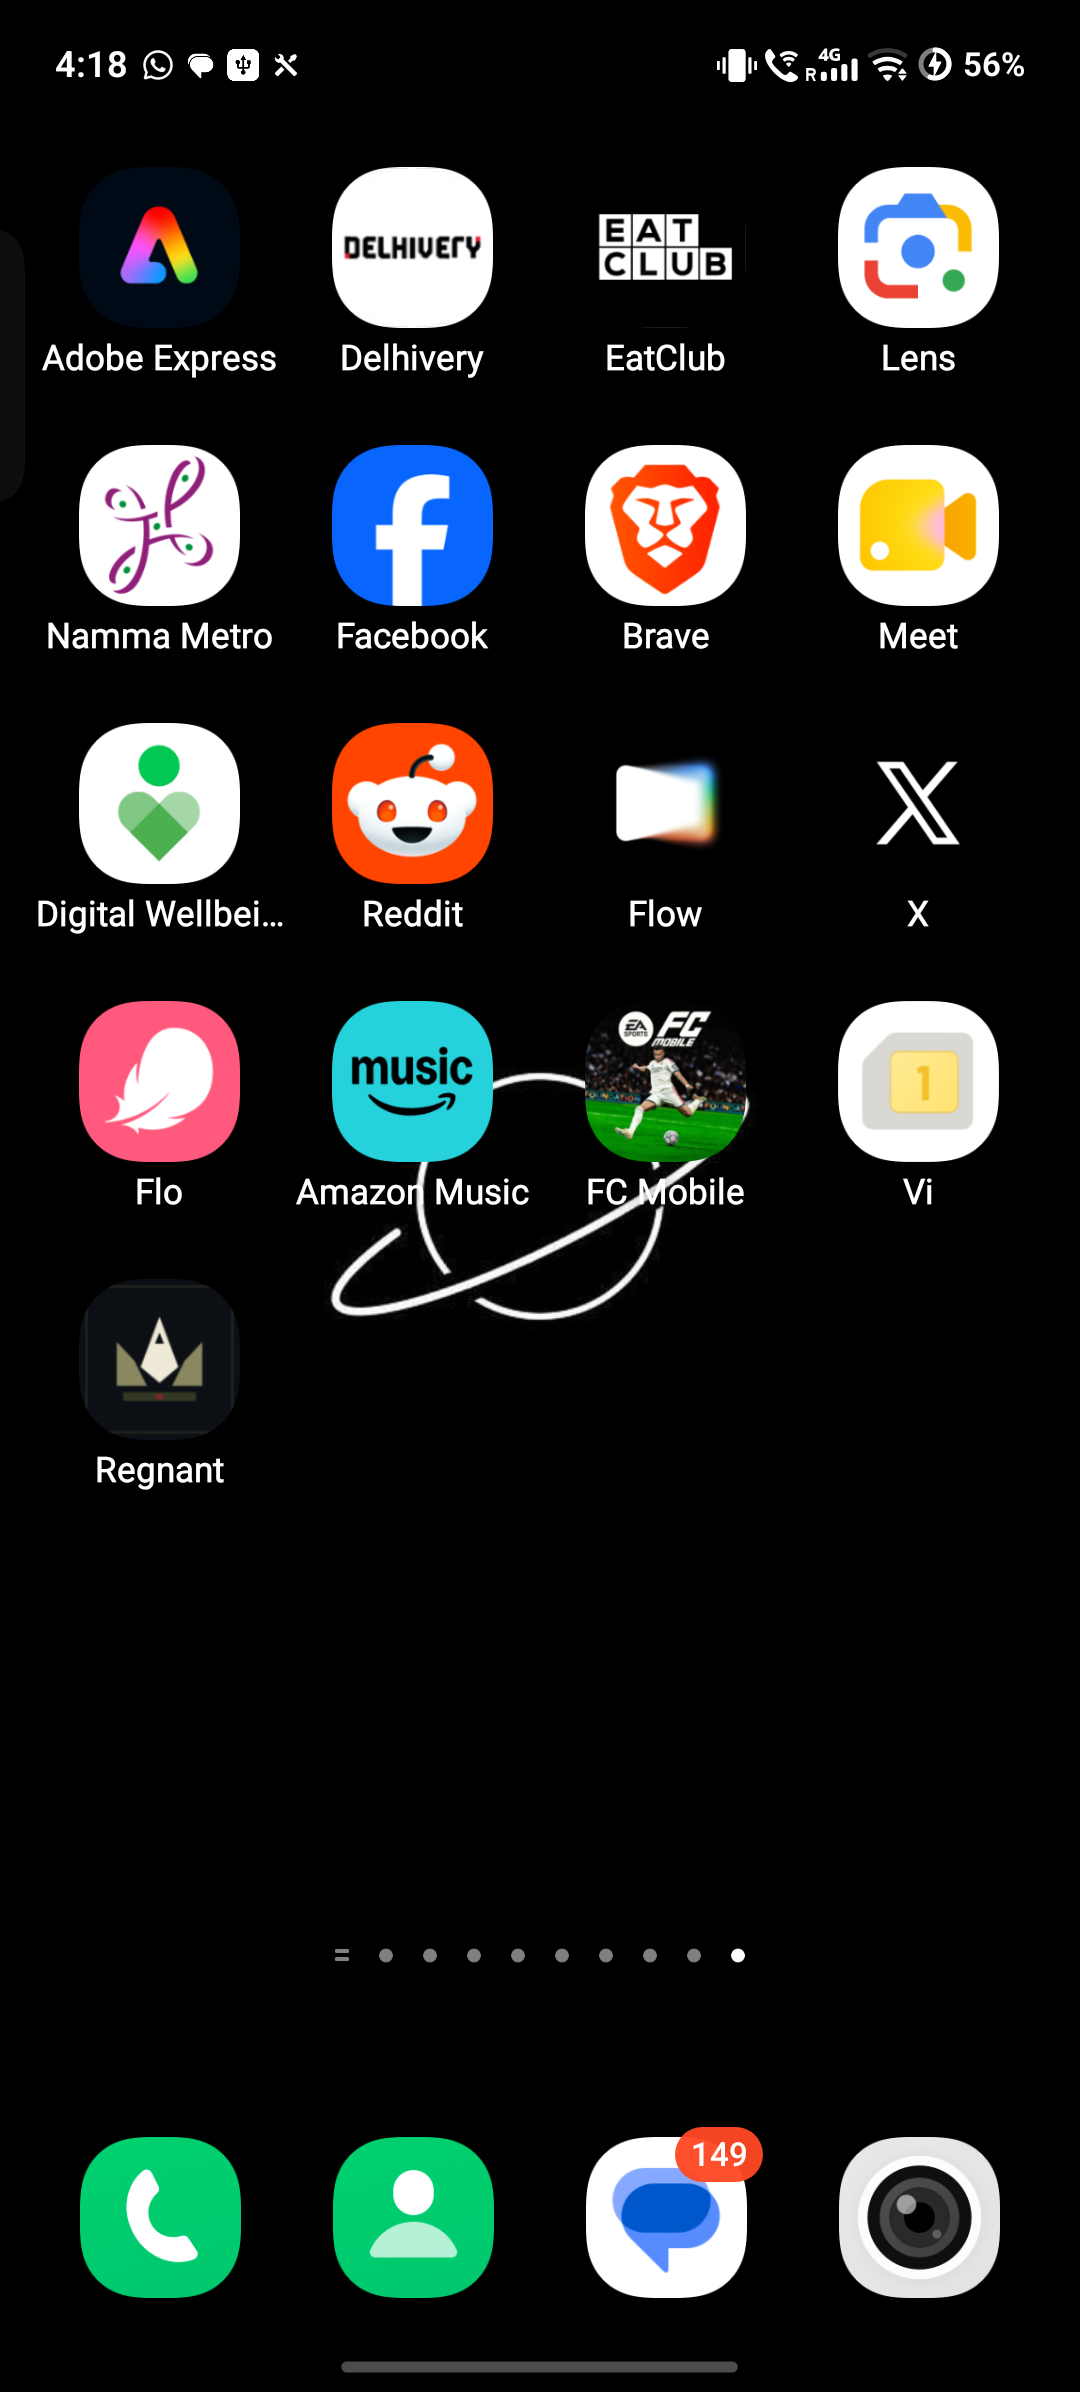 4:18 4G R 56%
DELHIVERY EAT CLUB
Adobe Express Delhivery EatClub Lens
Namma Metro Facebook Brave Meet
Digital Wellbei... Reddit Flow X
music EA SPORTS FC MOBILE 1
FOUNDATION
Flo Amazon Music FC Mobile Vi
Regnant
149